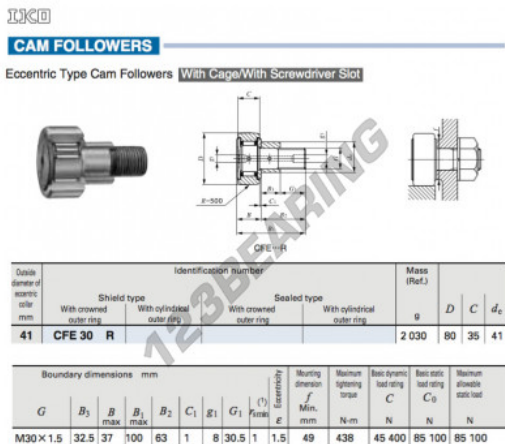 IKO
CAM FOLLOWERS
Eccentric Type Cam Followers With Cage/With Screwdriver Slot
C
D
R=500
B₃
G₁
C₁
B
B₂
B₁
CFE…R
123BEARING
Outside diameter of eccentric collar mm
Identification number
Mass (Ref.) g
Shield type
Sealed type
With crowned outer ring
With cylindrical outer ring
With crowned outer ring
With cylindrical outer ring
D C dₑ
41 CFE 30 R 2 030 80 35 41
Boundary dimensions mm
G B₃ B max B₁ max B₂ C₁ g₁ G₁ (¹) rₛ min
Eccentricity ε
Mounting dimension f Min. mm
Maximum tightening torque N-m
Basic dynamic load rating C N
Basic static load rating C₀ N
Maximum allowable static load N
M30×1.5 32.5 37 100 63 1 8 30.5 1 1.5 49 438 45 400 85 100 85 100